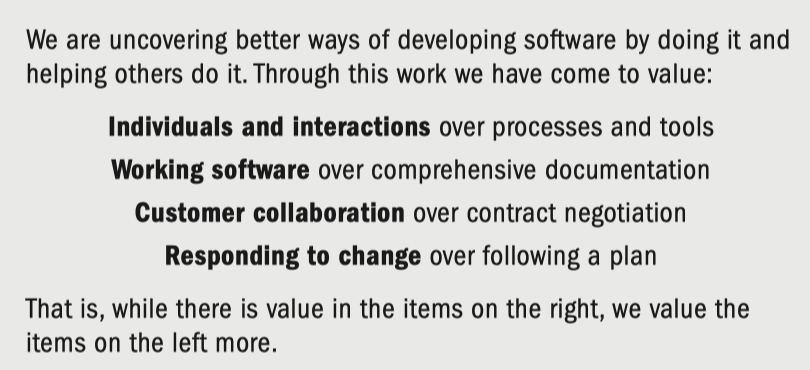 We are uncovering better ways of developing software by doing it and
helping others do it. Through this work we have come to value:
Individuals and interactions over processes and tools
Working software over comprehensive documentation
Customer collaboration over contract negotiation
Responding to change over following a plan
That is, while there is value in the items on the right, we value the
items on the left more.